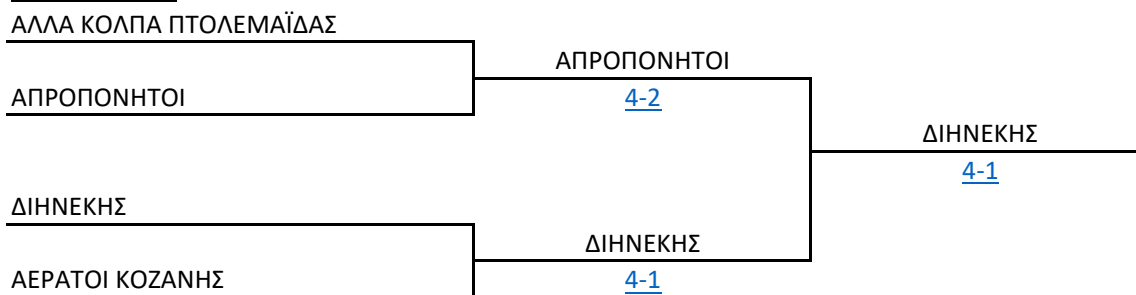 ΑΛΛΑ ΚΟΛΠΑ ΠΤΟΛΕΜΑΪΔΑΣ
ΑΠΡΟΠΟΝΗΤΟΙ
ΑΠΡΟΠΟΝΗΤΟΙ
4-2
ΔΙΗΝΕΚΗΣ
4-1
ΔΙΗΝΕΚΗΣ
ΔΙΗΝΕΚΗΣ
ΑΕΡΑΤΟΙ ΚΟΖΑΝΗΣ
4-1